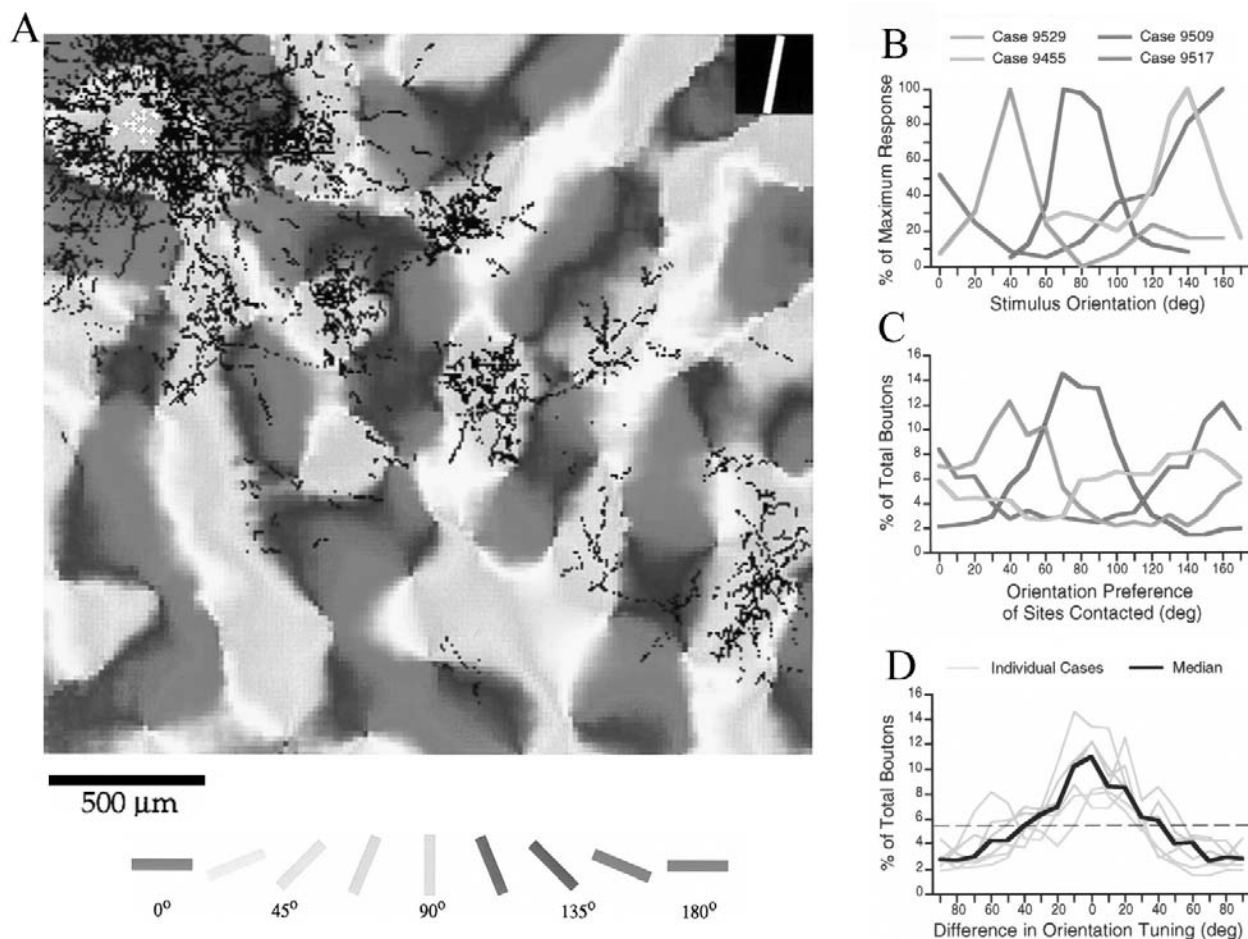 A
500 µm
0°
45°
90°
135°
180°
B
Case 9529
Case 9509
Case 9455
Case 9517
% of Maximum Response
100
80
60
40
20
0
0 20 40 60 80 100 120 140 160
Stimulus Orientation (deg)
C
% of Total Boutons
16
14
12
10
8
6
4
2
0
0 20 40 60 80 100 120 140 160
Orientation Preference
of Sites Contacted (deg)
D
Individual Cases
Median
% of Total Boutons
16
14
12
10
8
6
4
2
0
80 60 40 20 0 20 40 60 80
Difference in Orientation Tuning (deg)